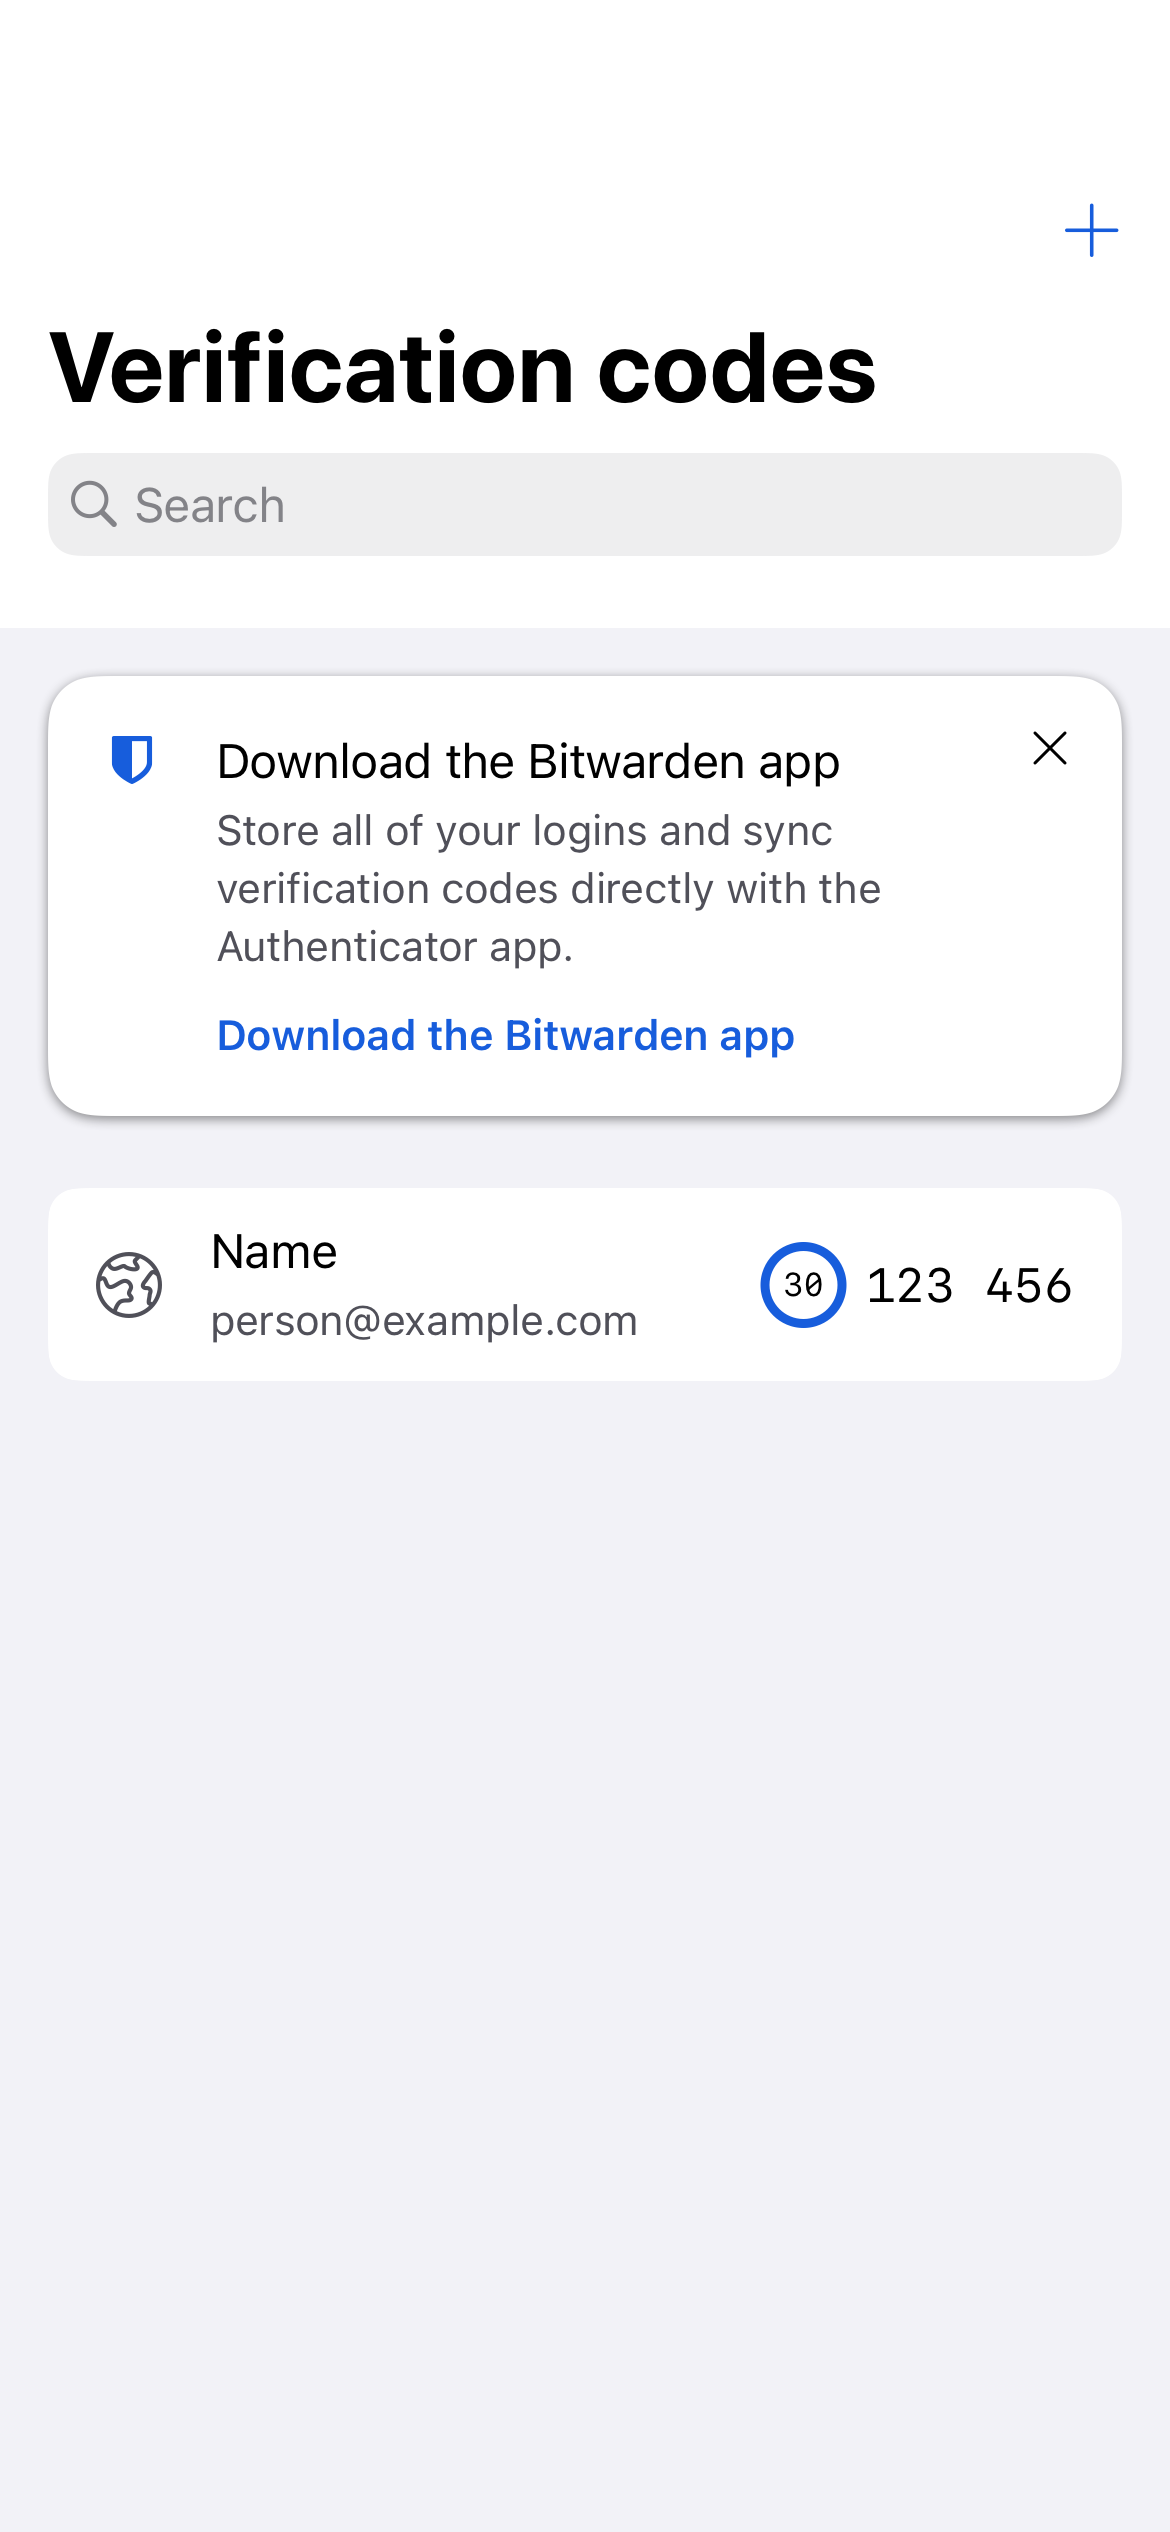 Verification codes
Search
Download the Bitwarden app
Store all of your logins and sync
verification codes directly with the
Authenticator app.
Download the Bitwarden app
Name
person@example.com
30
123 456